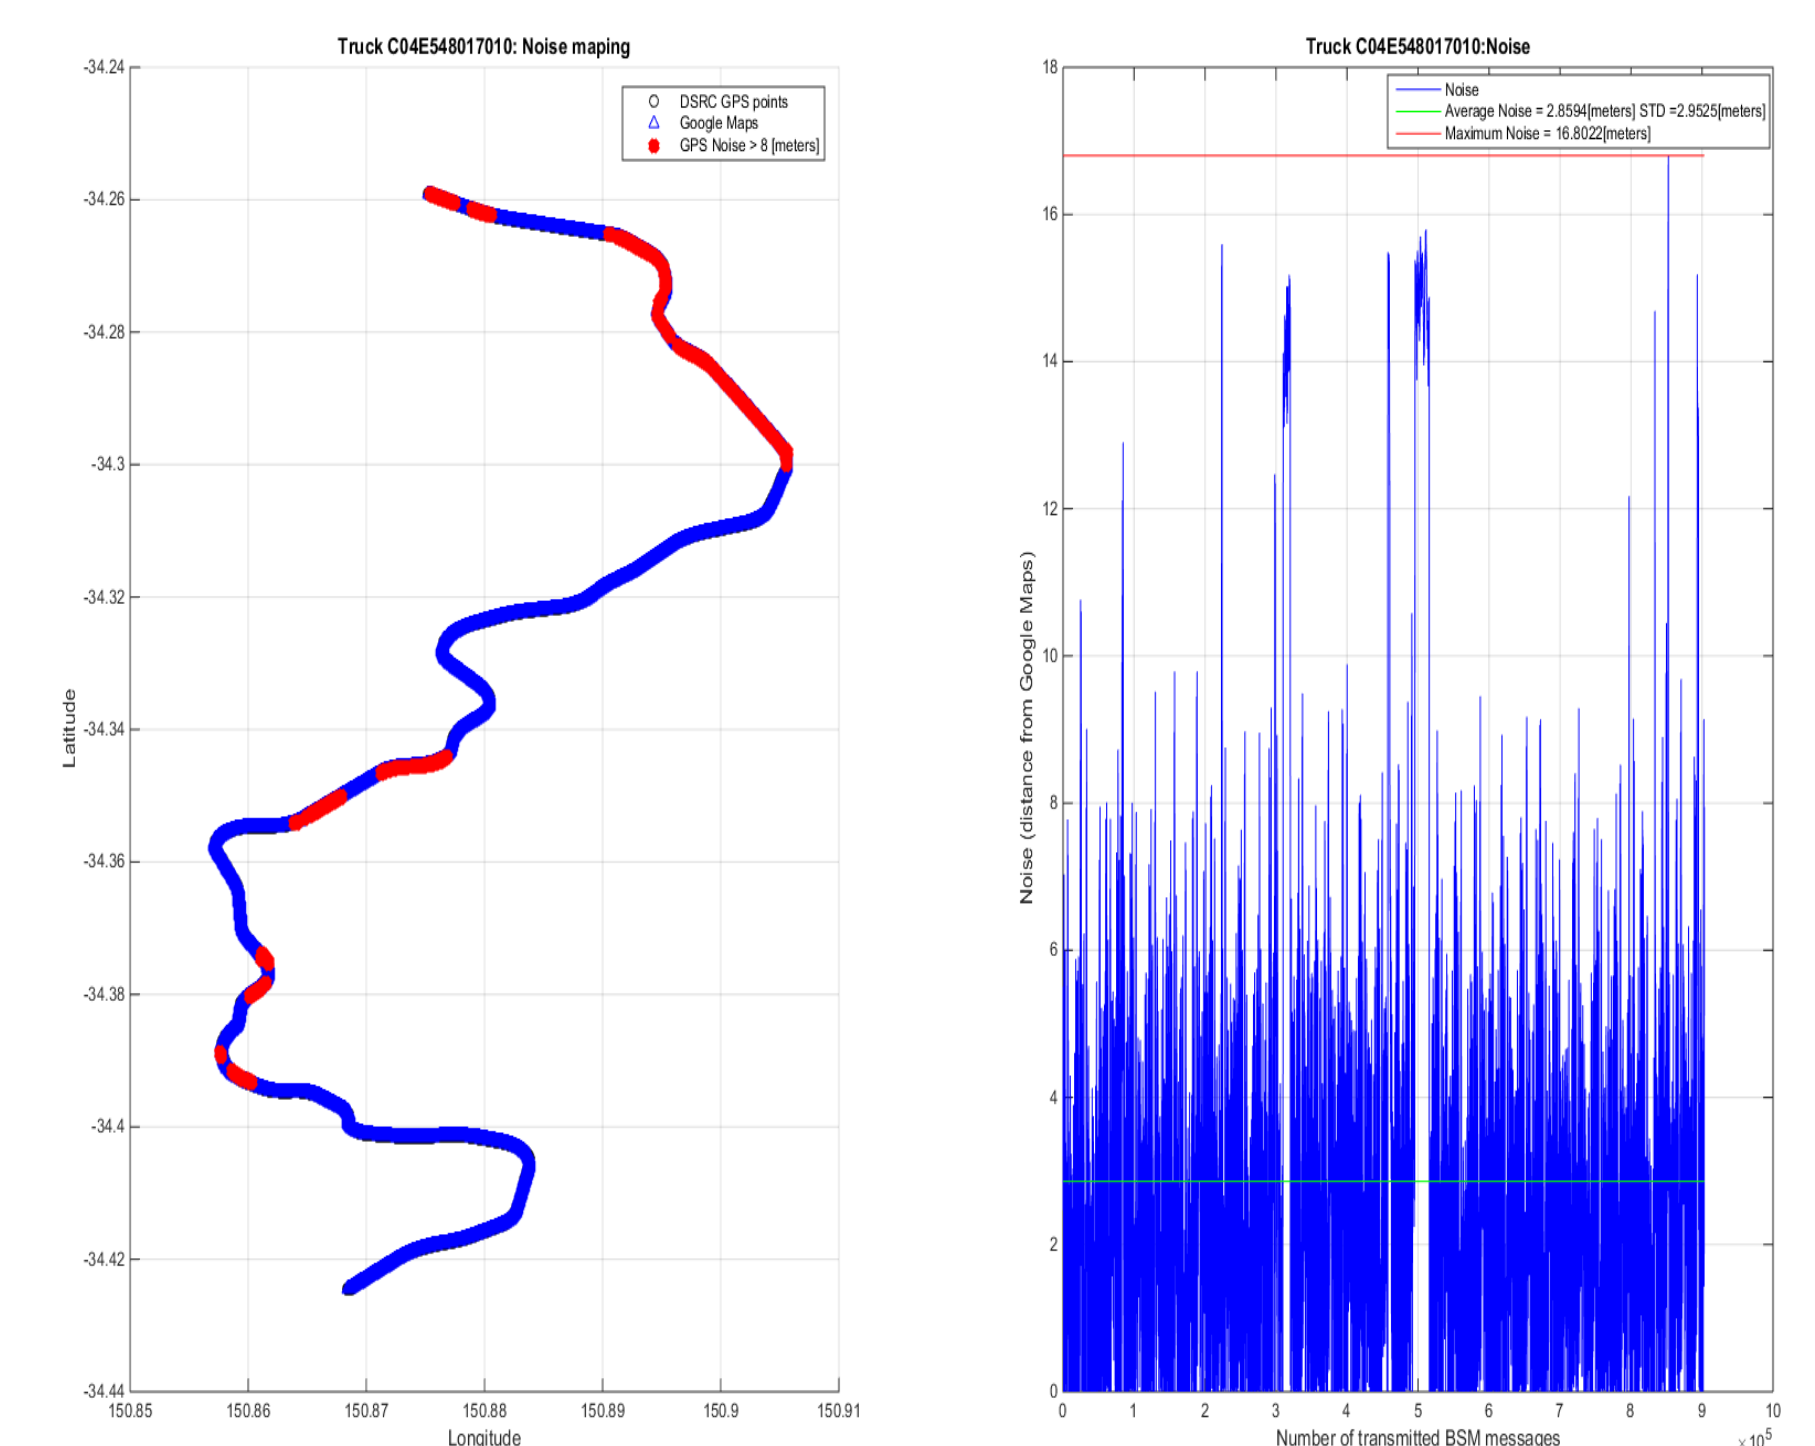 Truck C04E548017010: Noise maping
DSRC GPS points
Google Maps
GPS Noise > 8 [meters]
-34.24
-34.26
-34.28
-34.3
-34.32
-34.34
-34.36
-34.38
-34.4
-34.42
-34.44
Latitude
150.85 150.86 150.87 150.88 150.89 150.9 150.91
Longitude
Truck C04E548017010:Noise
Noise
Average Noise = 2.8594[meters] STD =2.9525[meters]
Maximum Noise = 16.8022[meters]
18
16
14
12
10
8
6
4
2
0
Noise (distance from Google Maps)
0 1 2 3 4 5 6 7 8 9 10
Number of transmitted BSM messages
×10^5